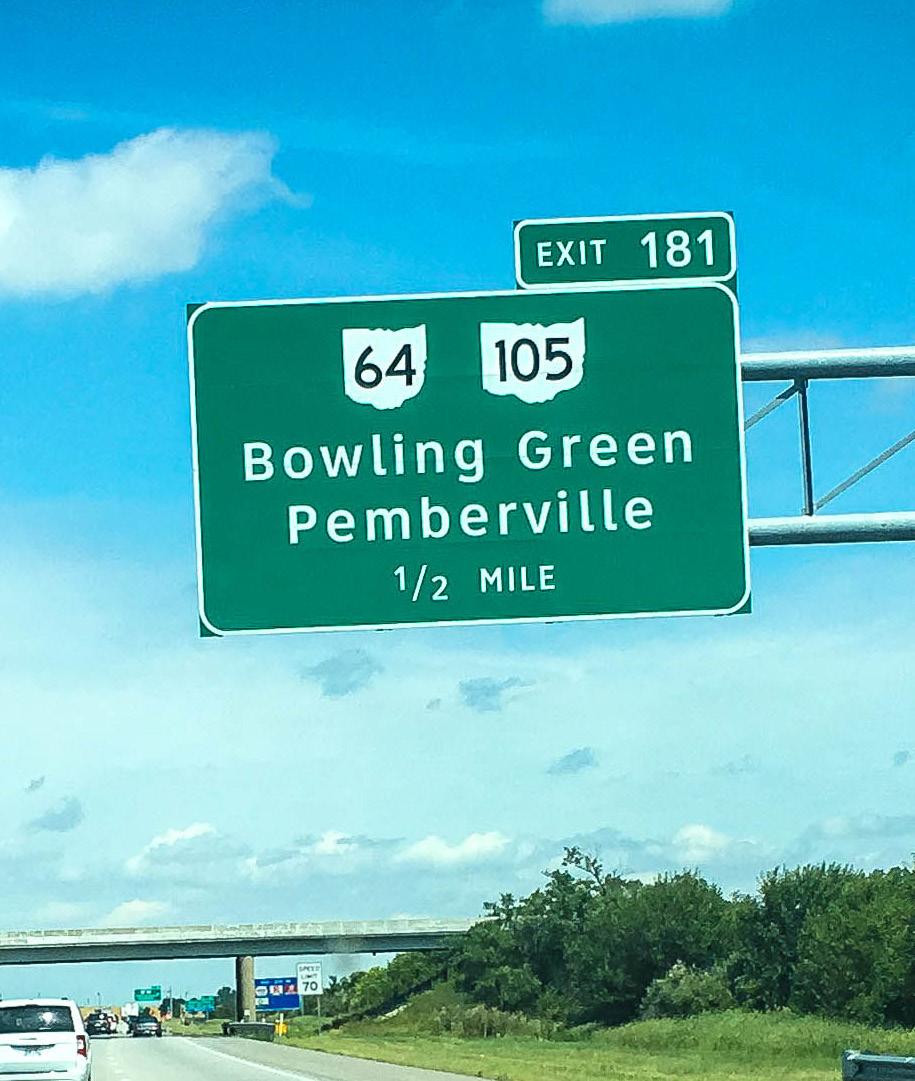 EXIT 181
64 105
Bowling Green
Pemberville
1/2 MILE
SPEED
LIMIT
70